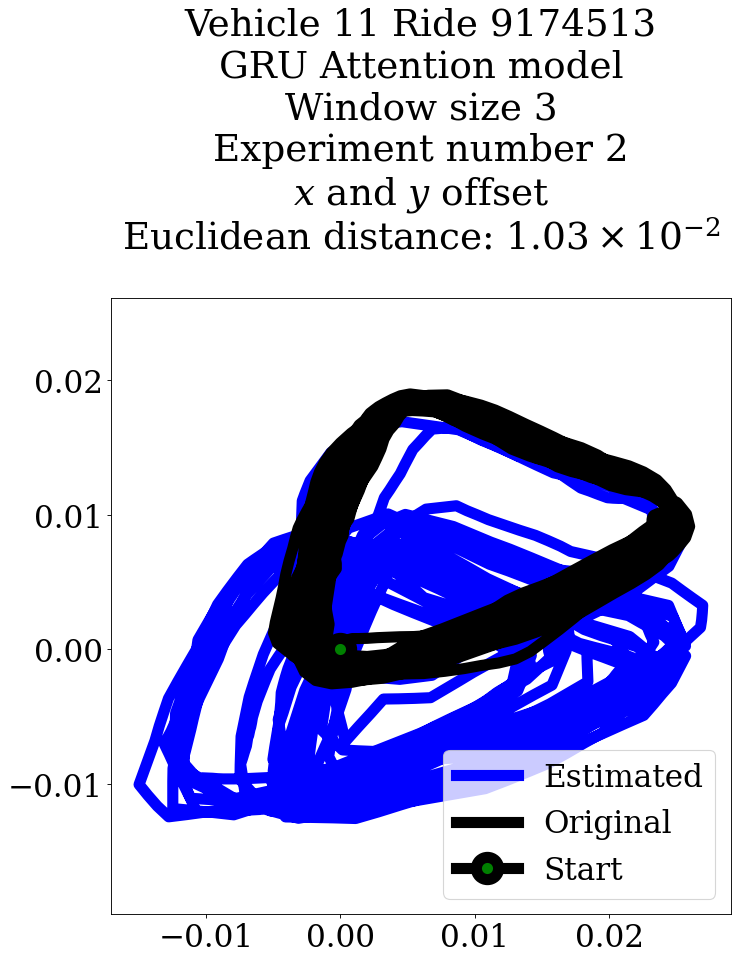 Vehicle 11 Ride 9174513
GRU Attention model
Window size 3
Experiment number 2
x and y offset
Euclidean distance: 1.03 × 10⁻²
0.02
0.01
0.00
−0.01
Estimated
Original
Start
−0.01
0.00
0.01
0.02